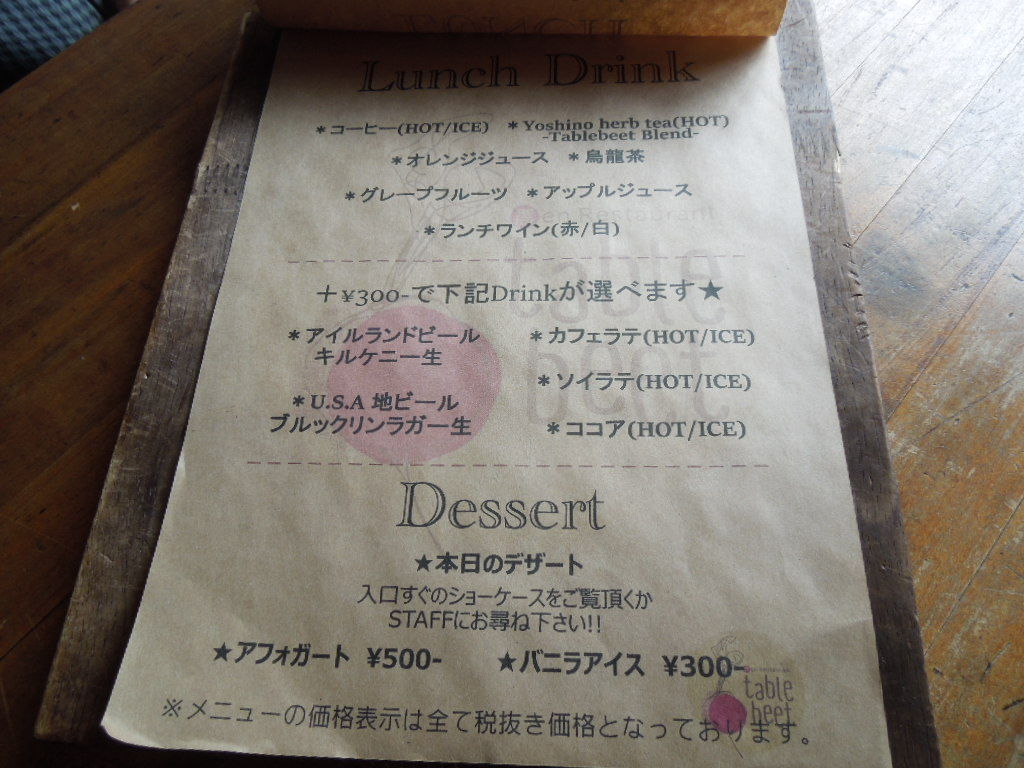 Lunch Drink
＊コーヒー(HOT/ICE) ＊Yoshino herb tea(HOT)
-Tablebeet Blend-
＊オレンジジュース ＊烏龍茶
＊グレープフルーツ ＊アップルジュース
＊ランチワイン(赤/白)
＋¥300-で下記Drinkが選べます★
＊アイルランドビール
キルケニー生
＊U.S.A 地ビール
ブルックリンラガー生
＊カフェラテ(HOT/ICE)
＊ソイラテ(HOT/ICE)
＊ココア(HOT/ICE)
Dessert
★本日のデザート
入口すぐのショーケースをご覧頂くか
STAFFにお尋ね下さい!!
★アフォガート ¥500- ★バニラアイス ¥300-
※メニューの価格表示は全て税抜き価格となっております。
table
beet
Restaurant
table
beet